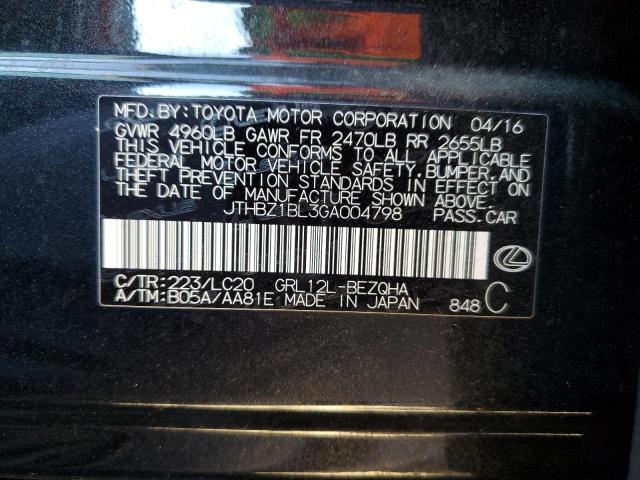 MFD. BY: TOYOTA MOTOR CORPORATION 04/16
GVWR 4960LB GAWR FR 2470LB RR 2655LB
THIS VEHICLE CONFORMS TO ALL APPLICABLE
FEDERAL MOTOR VEHICLE SAFETY, BUMPER, AND
THEFT PREVENTION STANDARDS IN EFFECT ON
THE DATE OF MANUFACTURE SHOWN ABOVE.
JTHBZ1BL3GA004798 PASS. CAR
C/TR: 223/LC20 GRL12L-BEZQHA
A/TM: B05A/AA81E MADE IN JAPAN 848 C